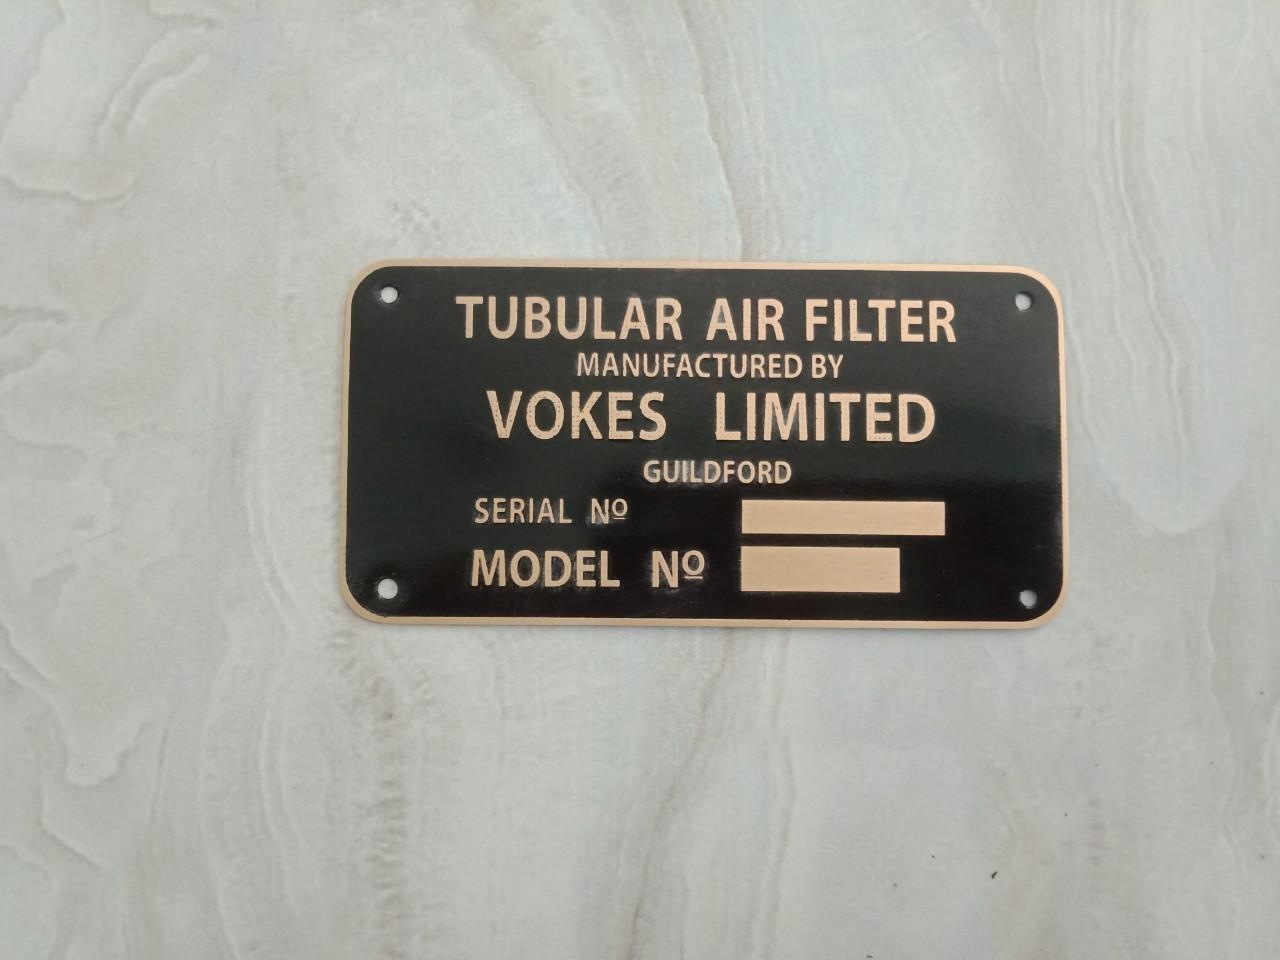 TUBULAR AIR FILTER
MANUFACTURED BY
VOKES LIMITED
GUILDFORD
SERIAL Nº
MODEL Nº